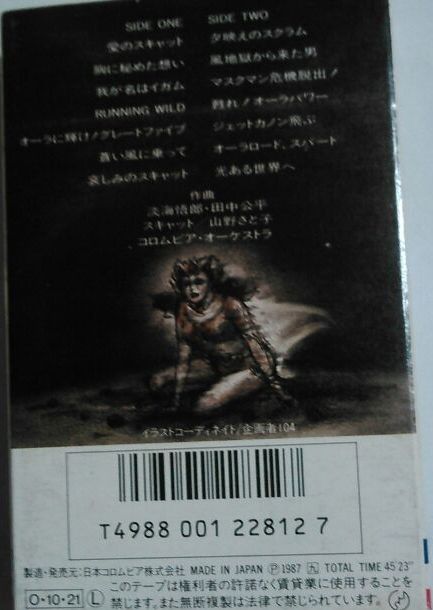 SIDE ONE
愛のスキャット
胸に秘めた想い
我が名はイガム
RUNNING WILD
オーラに輝け!グレートファイブ
蒼い風に乗って
哀しみのスキャット
SIDE TWO
夕映えのスクラム
風地獄から来た男
マスクマン危機脱出!
甦れ!オーラパワー
ジェットカノン飛ぶ
オーラロード、スパート
光ある世界へ
作曲
淡海悟郎・田中公平
スキャット/山野さと子
コロムビア・オーケストラ
イラストコーディネイト/企画者104
T4988 001 22812 7
製造・発売元:日本コロムビア株式会社 MADE IN JAPAN Ⓟ1987 TOTAL TIME 45'23"
このテープは権利者の許諾なく賃貸業に使用することを
禁じます。また無断複製は法律で禁じられています。
O・10・21 Ⓛ